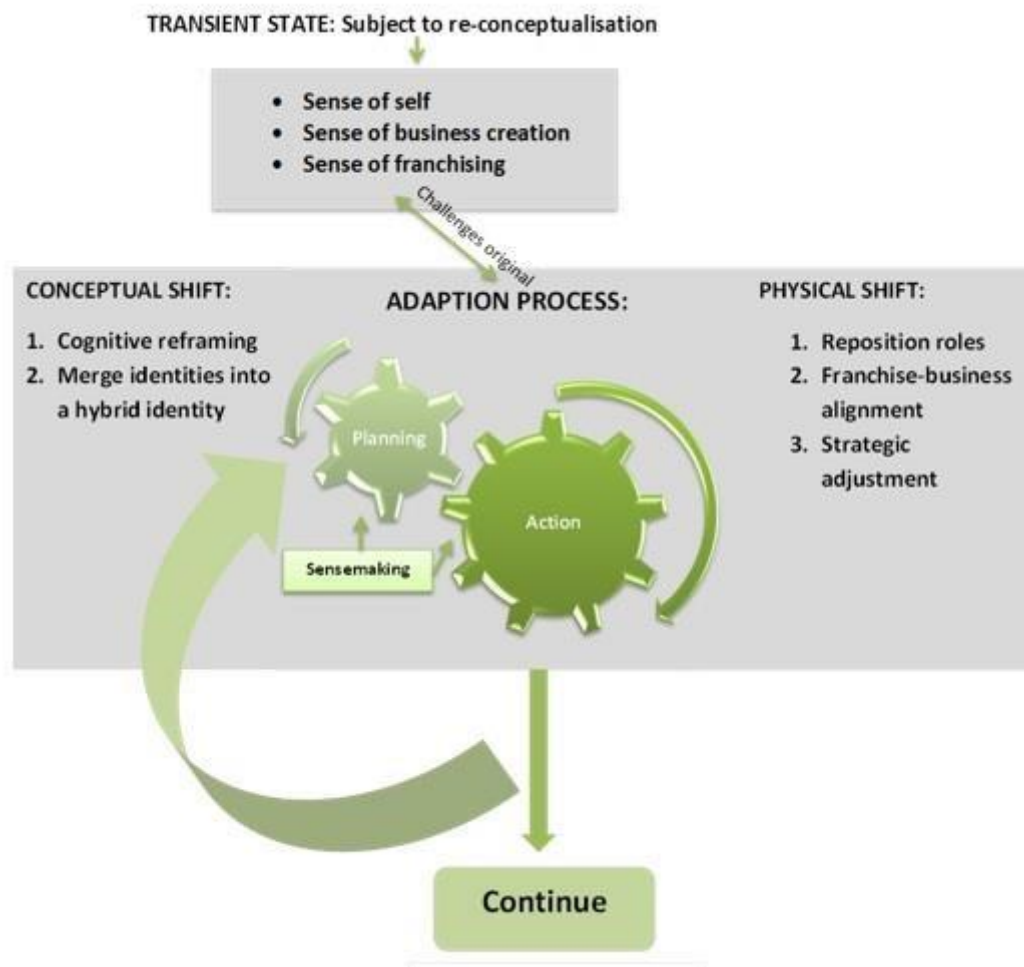 TRANSIENT STATE: Subject to re-conceptualisation
• Sense of self
• Sense of business creation
• Sense of franchising
Challenges original
CONCEPTUAL SHIFT:
1. Cognitive reframing
2. Merge identities into
a hybrid identity
ADAPTION PROCESS:
Planning
Action
Sensemaking
PHYSICAL SHIFT:
1. Reposition roles
2. Franchise-business
alignment
3. Strategic
adjustment
Continue